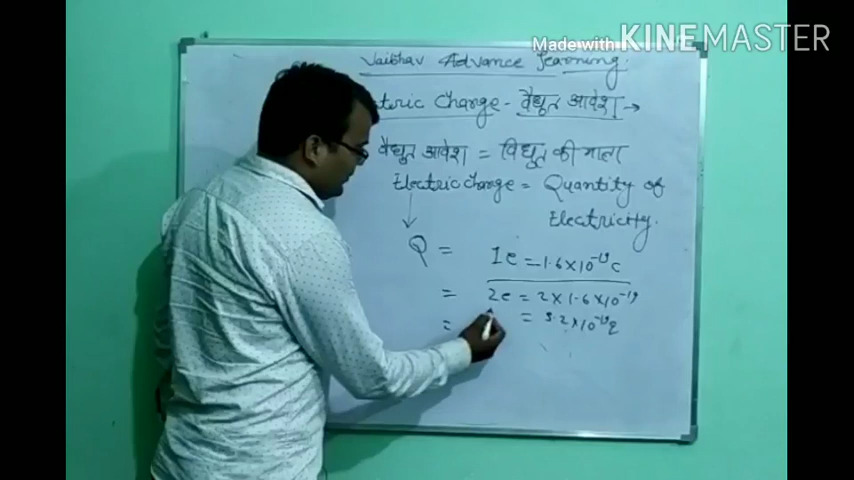 Made with KINEMASTER
Vaibhav Advance learning.
Charge - वैद्युत आवेश →
वैद्युत आवेश = विद्युत की मात्रा
Electric Charge = Quantity of
Electricity.
Q = 1e = 1.6×10⁻¹⁹ C
= 2e = 2×1.6×10⁻¹⁹
= = 3.2×10⁻¹⁹